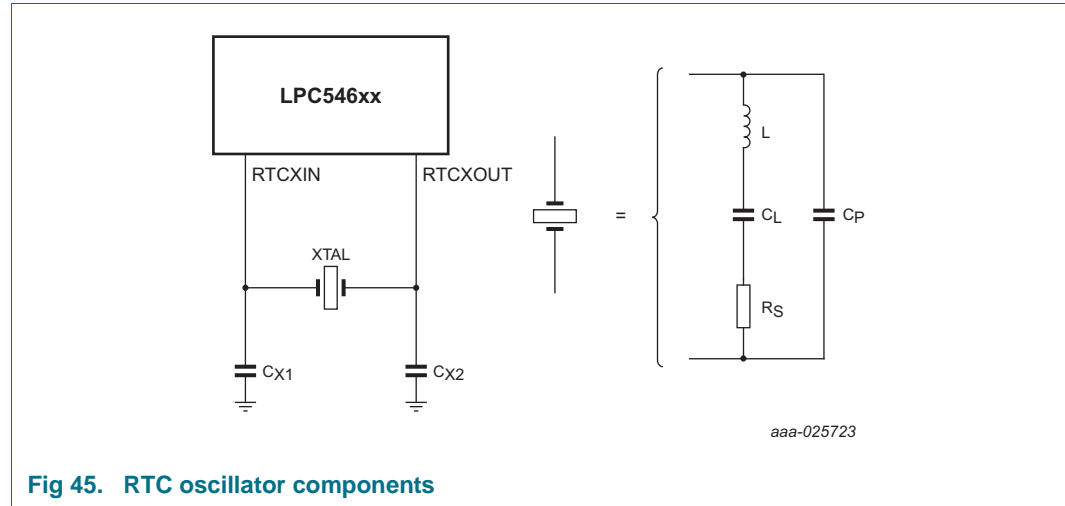 LPC546xx
RTCXIN
RTCXOUT
XTAL
CX1
CX2
=
L
CL
CP
RS
aaa-025723
Fig 45. RTC oscillator components